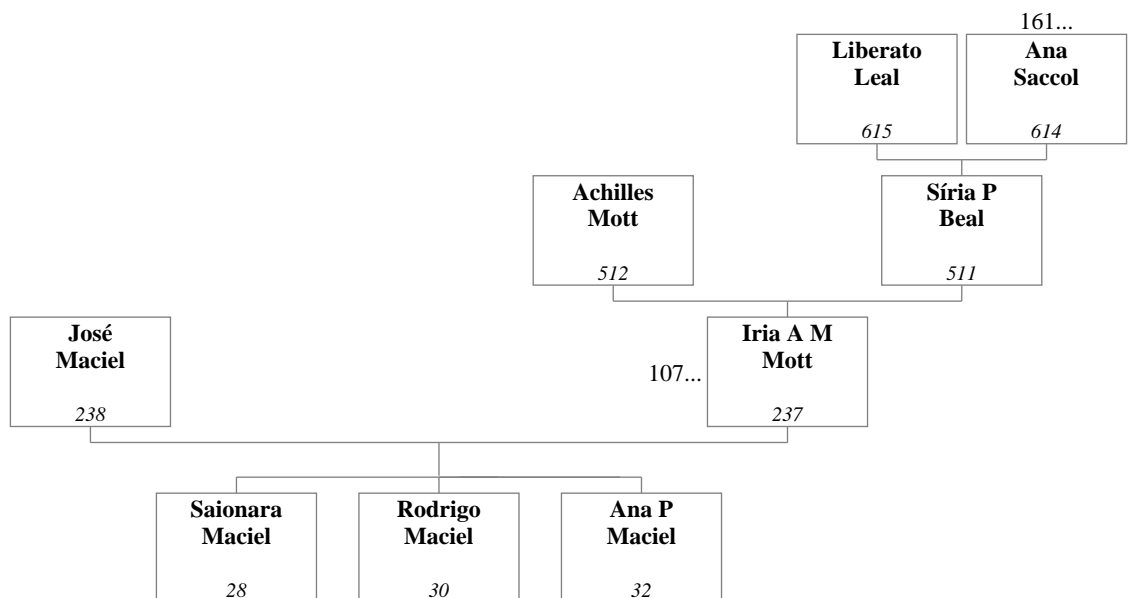 161...
Liberato
Leal
615
Ana
Saccol
614
Achilles
Mott
512
Síria P
Beal
511
José
Maciel
238
107...
Iria A M
Mott
237
Saionara
Maciel
28
Rodrigo
Maciel
30
Ana P
Maciel
32